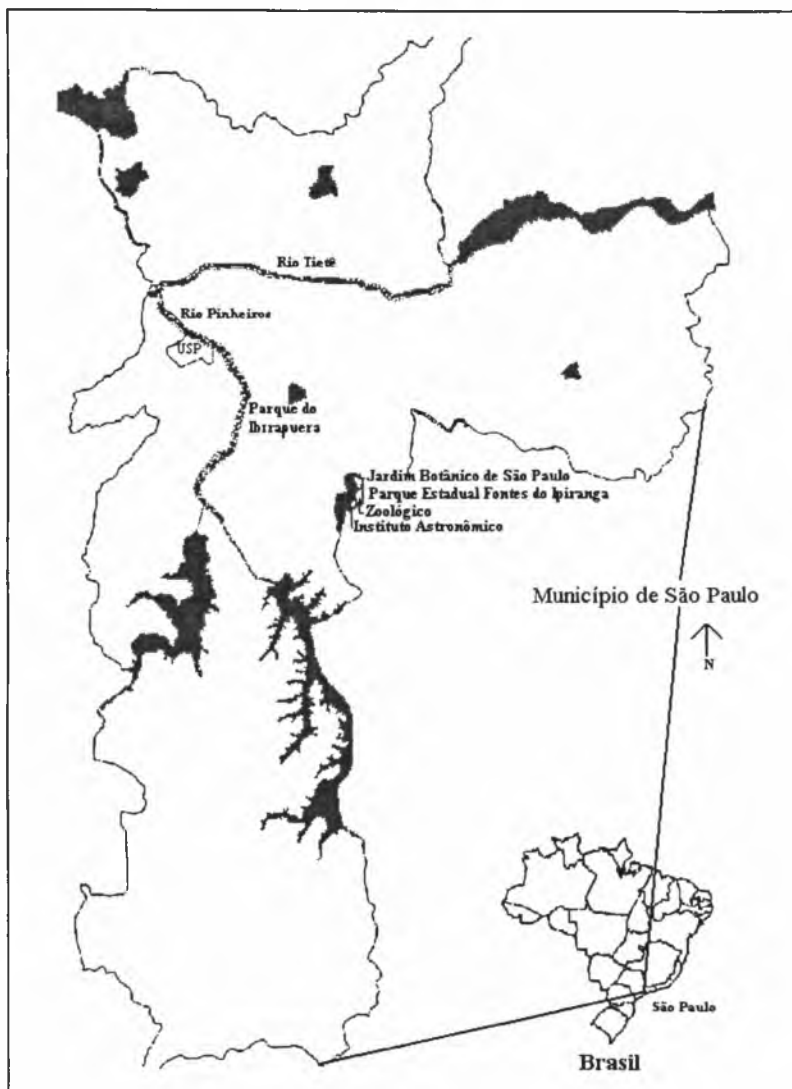 Rio Tietê
Rio Pinheiros
USP
Parque do
Ibirapuera
Jardim Botânico de São Paulo
Parque Estadual Fontes do Ipiranga
Zoológico
Instituto Astronômico
Município de São Paulo
N
São Paulo
Brasil